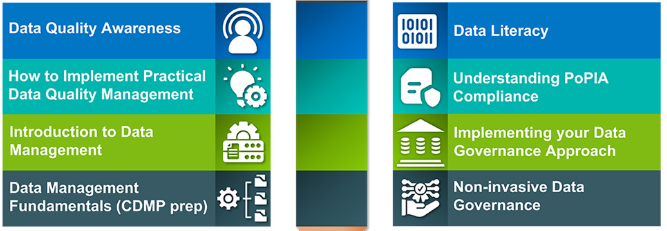 Data Quality Awareness
How to Implement Practical
Data Quality Management
Introduction to Data
Management
Data Management
Fundamentals (CDMP prep)
10101
01011
Data Literacy
Understanding PoPIA
Compliance
Implementing your Data
Governance Approach
Non-invasive Data
Governance